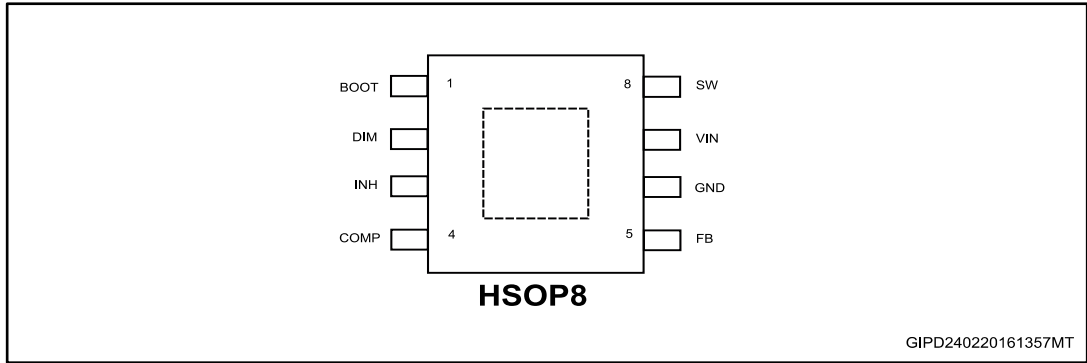 BOOT 1 8 SW
DIM VIN
INH GND
COMP 4 5 FB
HSOP8
GIPD240220161357MT